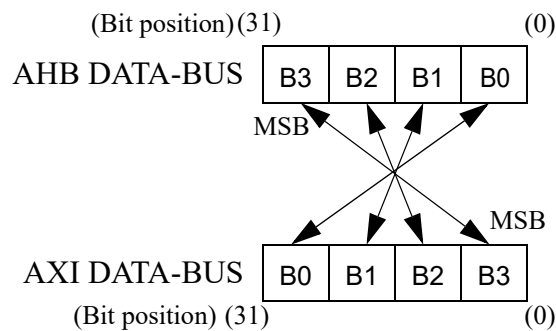 (Bit position) (31) (0)
AHB DATA-BUS B3 B2 B1 B0
MSB
MSB
AXI DATA-BUS B0 B1 B2 B3
(Bit position) (31) (0)